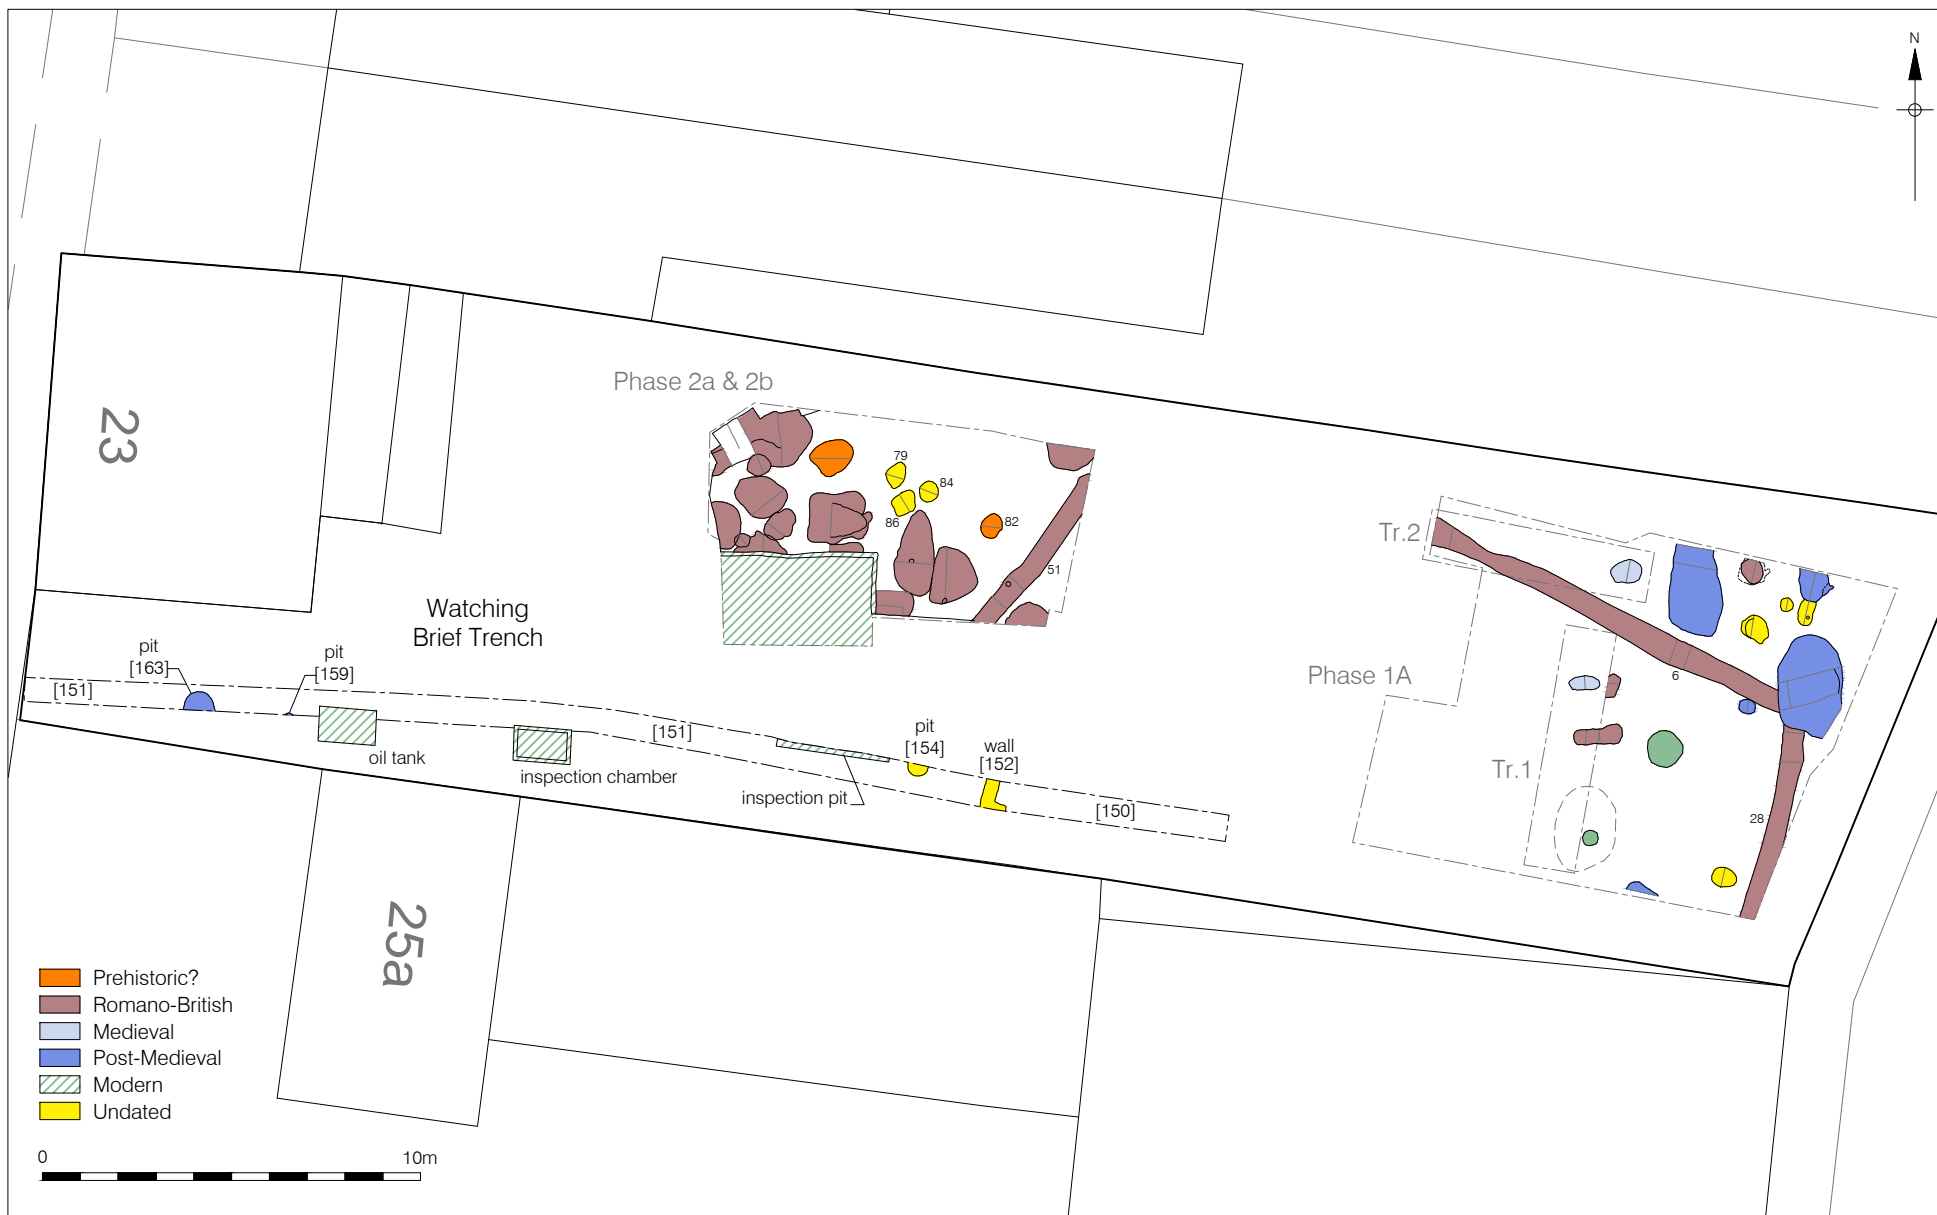 N
23
Phase 2a & 2b
79
84
86
82
51
Tr.2
Phase 1A
6
Tr.1
28
Watching
Brief Trench
pit
[163]
pit
[159]
[151]
oil tank
inspection chamber
[151]
inspection pit
pit
[154]
wall
[152]
[150]
25a
Prehistoric?
Romano-British
Medieval
Post-Medieval
Modern
Undated
0 10m